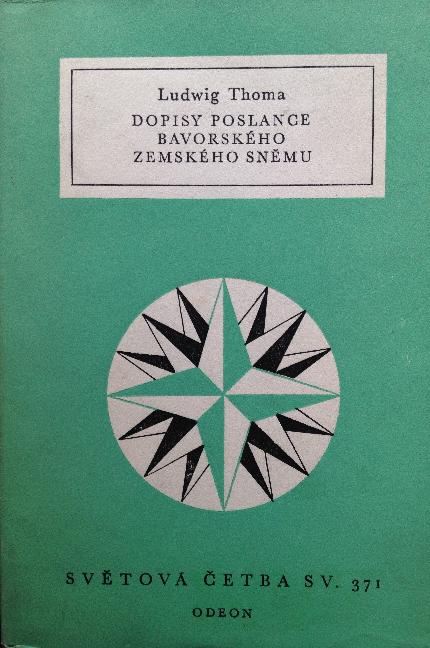 Ludwig Thoma
DOPISY POSLANCE
BAVORSKÉHO
ZEMSKÉHO SNĚMU
SVĚTOVÁ ČETBA SV. 371
ODEON